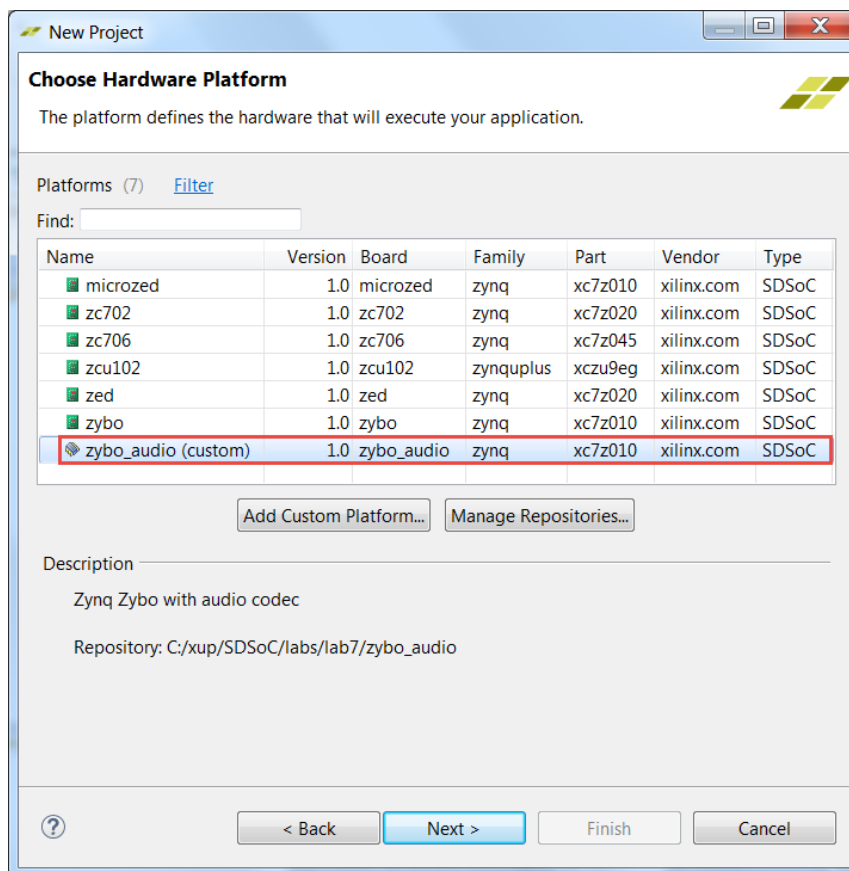 New Project
Choose Hardware Platform
The platform defines the hardware that will execute your application.
Platforms (7) Filter
Find:
Name Version Board Family Part Vendor Type
microzed 1.0 microzed zynq xc7z010 xilinx.com SDSoC
zc702 1.0 zc702 zynq xc7z020 xilinx.com SDSoC
zc706 1.0 zc706 zynq xc7z045 xilinx.com SDSoC
zcu102 1.0 zcu102 zynquplus xczu9eg xilinx.com SDSoC
zed 1.0 zed zynq xc7z020 xilinx.com SDSoC
zybo 1.0 zybo zynq xc7z010 xilinx.com SDSoC
zybo_audio (custom) 1.0 zybo_audio zynq xc7z010 xilinx.com SDSoC
Add Custom Platform... Manage Repositories...
Description
Zynq Zybo with audio codec
Repository: C:/xup/SDSoC/labs/lab7/zybo_audio
? < Back Next > Finish Cancel